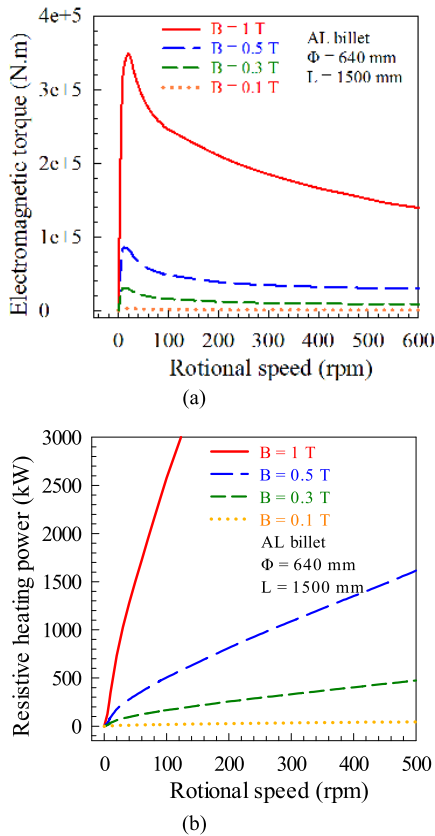 4e+5
3e+5
2e+5
1e+5
0
Electromagnetic torque (N.m)
B = 1 T
B = 0.5 T
B = 0.3 T
B = 0.1 T
AL billet
Φ = 640 mm
L = 1500 mm
0 100 200 300 400 500 600
Rotional speed (rpm)
(a)
3000
2500
2000
1500
1000
500
0
Resistive heating power (kW)
B = 1 T
B = 0.5 T
B = 0.3 T
B = 0.1 T
AL billet
Φ = 640 mm
L = 1500 mm
0 100 200 300 400 500
Rotional speed (rpm)
(b)